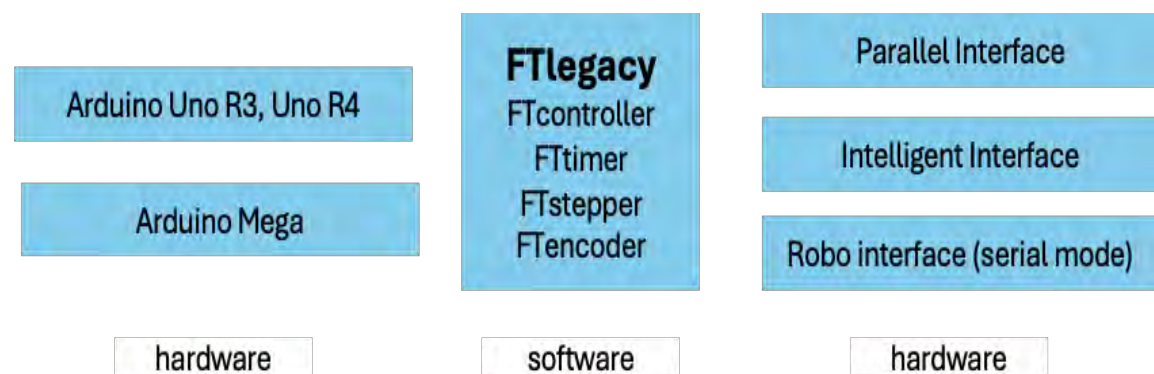 Arduino Uno R3, Uno R4
Arduino Mega
hardware
FTlegacy
FTcontroller
FTtimer
FTstepper
FTencoder
software
Parallel Interface
Intelligent Interface
Robo interface (serial mode)
hardware